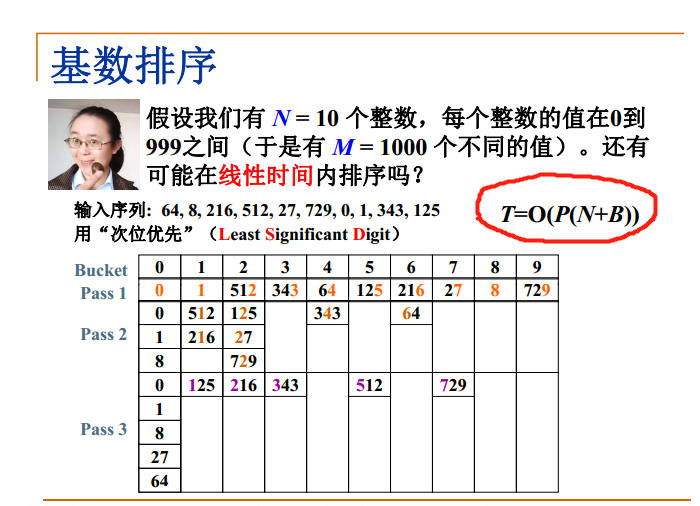 基数排序
假设我们有 N = 10 个整数，每个整数的值在0到
999之间（于是有 M = 1000 个不同的值）。还有
可能在线性时间内排序吗？
输入序列: 64, 8, 216, 512, 27, 729, 0, 1, 343, 125
用“次位优先”（Least Significant Digit）
T=O(P(N+B))
Bucket 0 1 2 3 4 5 6 7 8 9
Pass 1 0 1 512 343 64 125 216 27 8 729
0 512 125 343 64
Pass 2 1 216 27
8 729
0 125 216 343 512 729
1
Pass 3 8
27
64